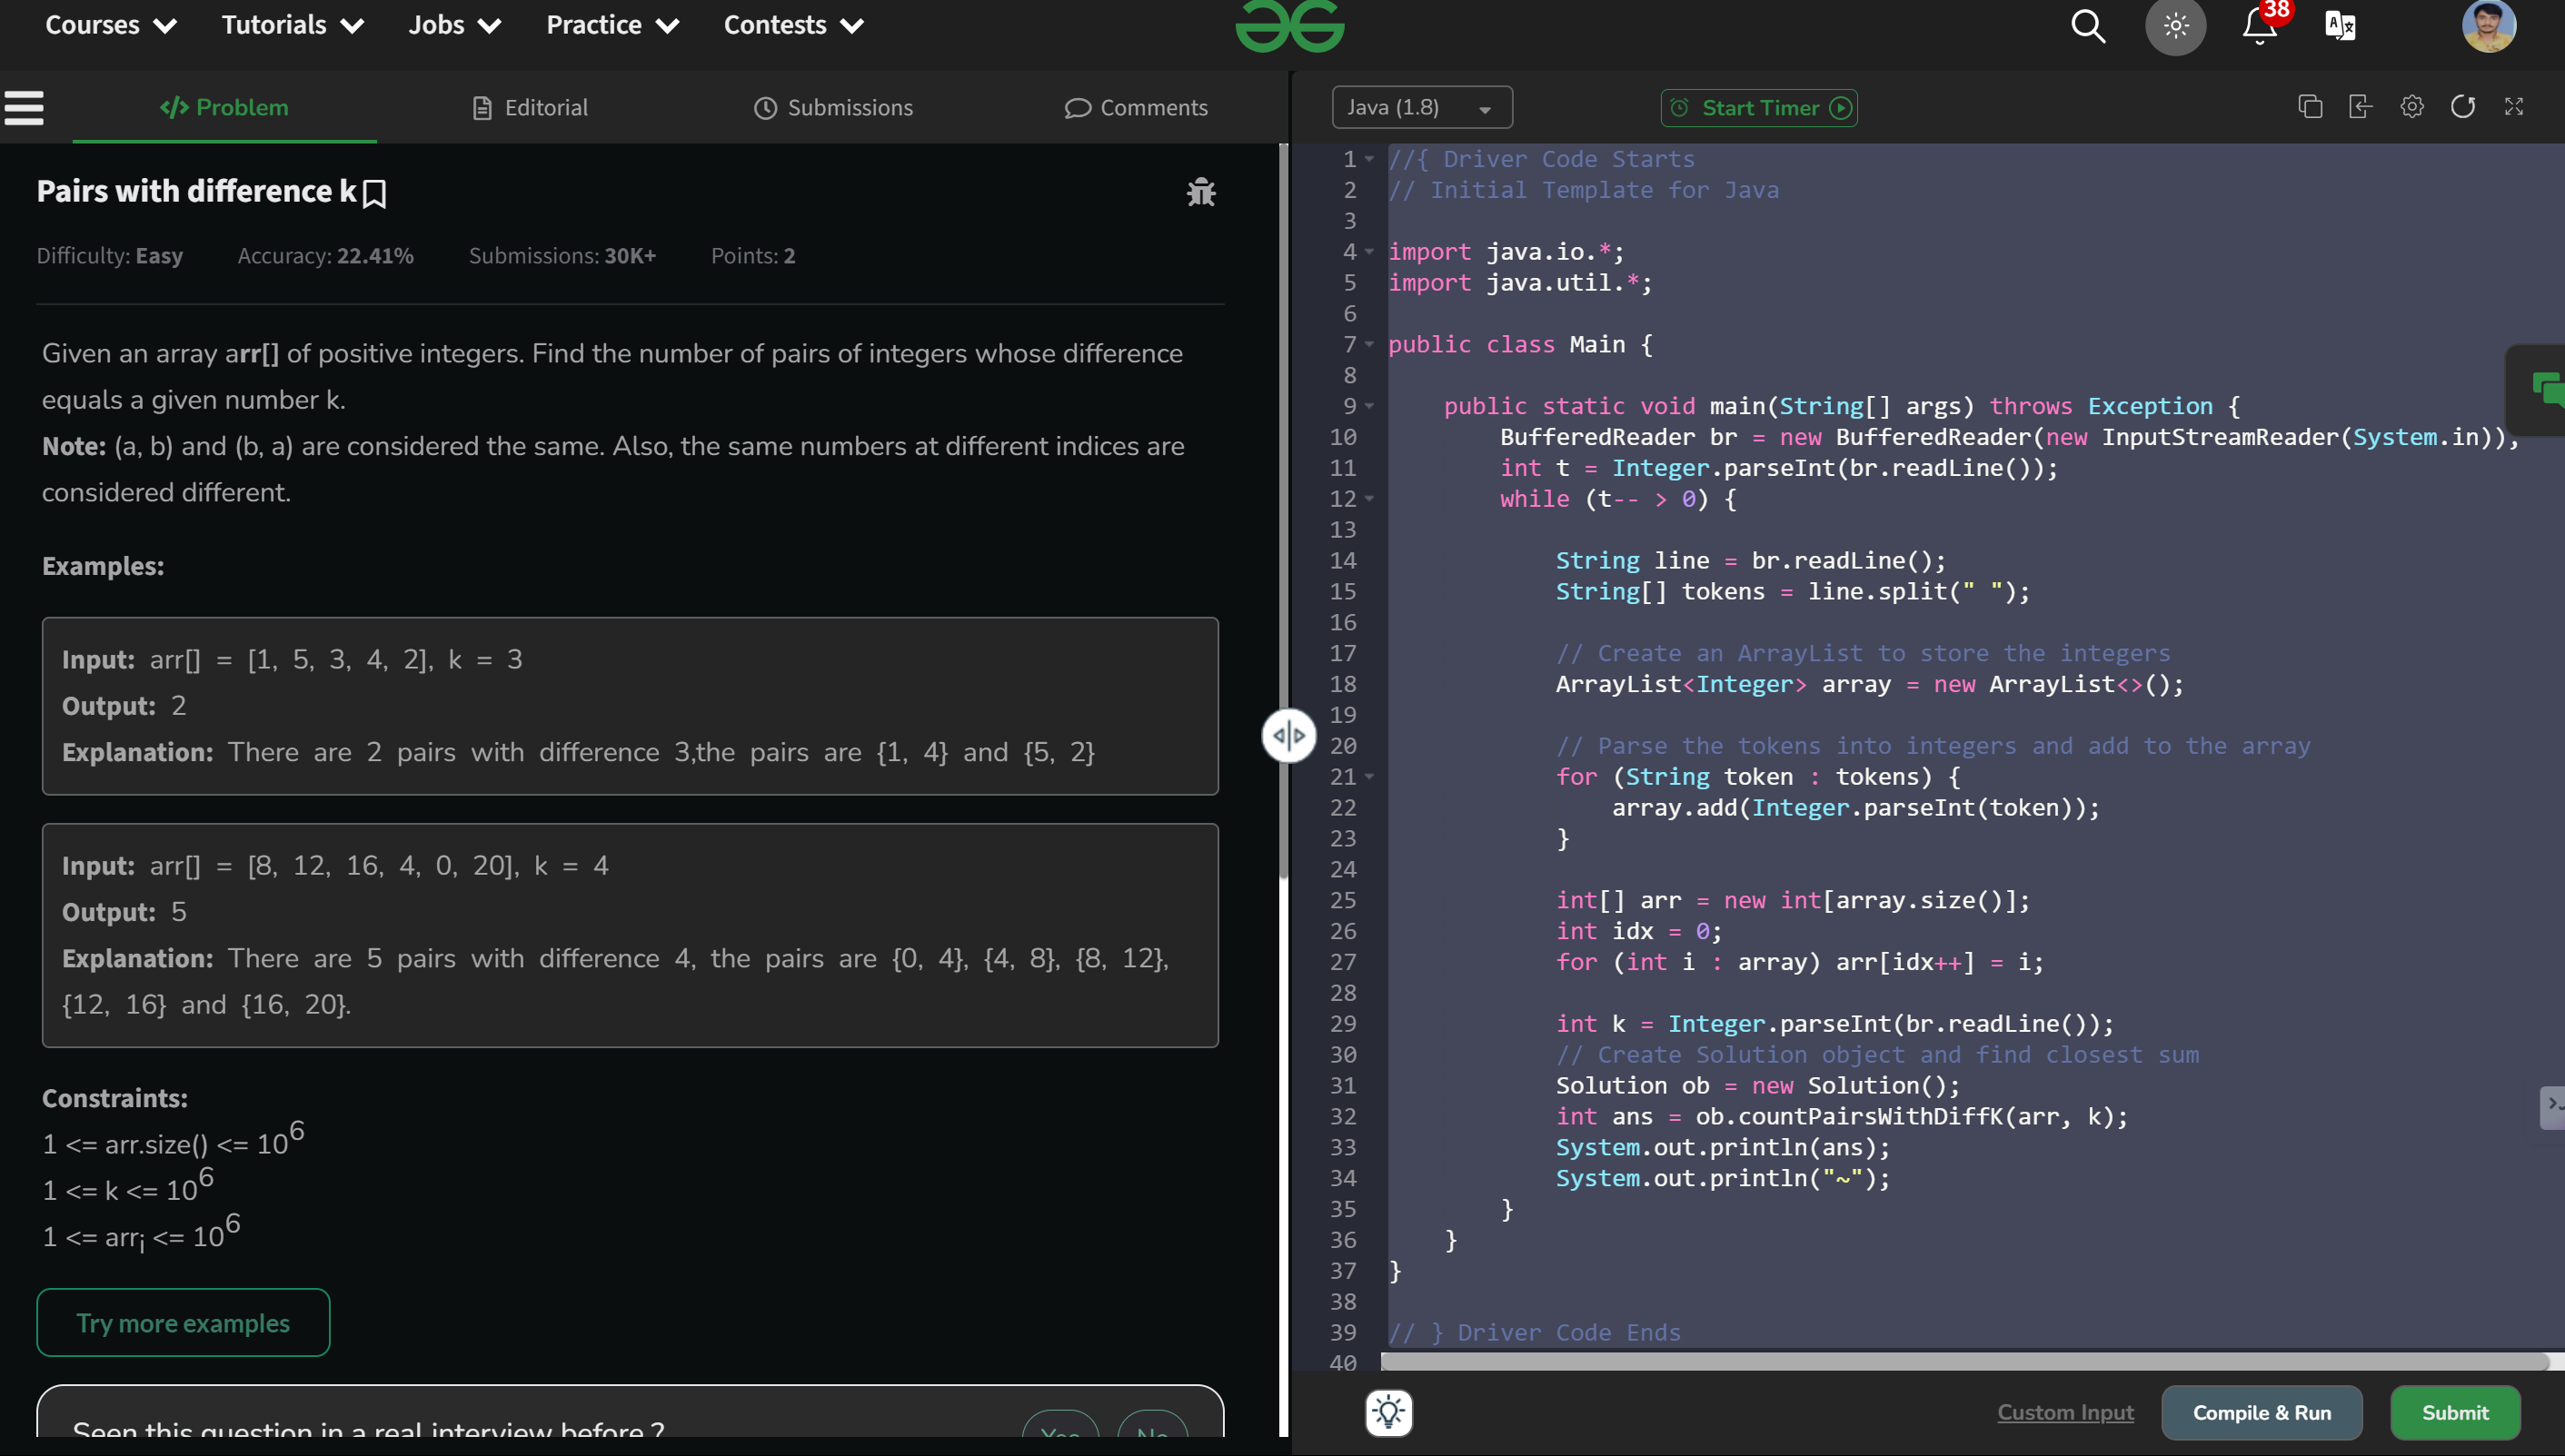 Courses Tutorials Jobs Practice Contests
38
Problem Editorial Submissions Comments
Pairs with difference k
Difficulty: Easy Accuracy: 22.41% Submissions: 30K+ Points: 2
Given an array arr[] of positive integers. Find the number of pairs of integers whose difference
equals a given number k.
Note: (a, b) and (b, a) are considered the same. Also, the same numbers at different indices are
considered different.
Examples:
Input: arr[] = [1, 5, 3, 4, 2], k = 3
Output: 2
Explanation: There are 2 pairs with difference 3,the pairs are {1, 4} and {5, 2}
Input: arr[] = [8, 12, 16, 4, 0, 20], k = 4
Output: 5
Explanation: There are 5 pairs with difference 4, the pairs are {0, 4}, {4, 8}, {8, 12},
{12, 16} and {16, 20}.
Constraints:
1 <= arr.size() <= 10^6
1 <= k <= 10^6
1 <= arr_i <= 10^6
Try more examples
Seen this question in a real interview before ? Yes No
Java (1.8) Start Timer
1 //{ Driver Code Starts
2 // Initial Template for Java
3
4 import java.io.*;
5 import java.util.*;
6
7 public class Main {
8
9     public static void main(String[] args) throws Exception {
10         BufferedReader br = new BufferedReader(new InputStreamReader(System.in));
11         int t = Integer.parseInt(br.readLine());
12         while (t-- > 0) {
13
14             String line = br.readLine();
15             String[] tokens = line.split(" ");
16
17             // Create an ArrayList to store the integers
18             ArrayList<Integer> array = new ArrayList<>();
19
20             // Parse the tokens into integers and add to the array
21             for (String token : tokens) {
22                 array.add(Integer.parseInt(token));
23             }
24
25             int[] arr = new int[array.size()];
26             int idx = 0;
27             for (int i : array) arr[idx++] = i;
28
29             int k = Integer.parseInt(br.readLine());
30             // Create Solution object and find closest sum
31             Solution ob = new Solution();
32             int ans = ob.countPairsWithDiffK(arr, k);
33             System.out.println(ans);
34             System.out.println("~");
35         }
36     }
37 }
38
39 // } Driver Code Ends
40
Custom Input Compile & Run Submit